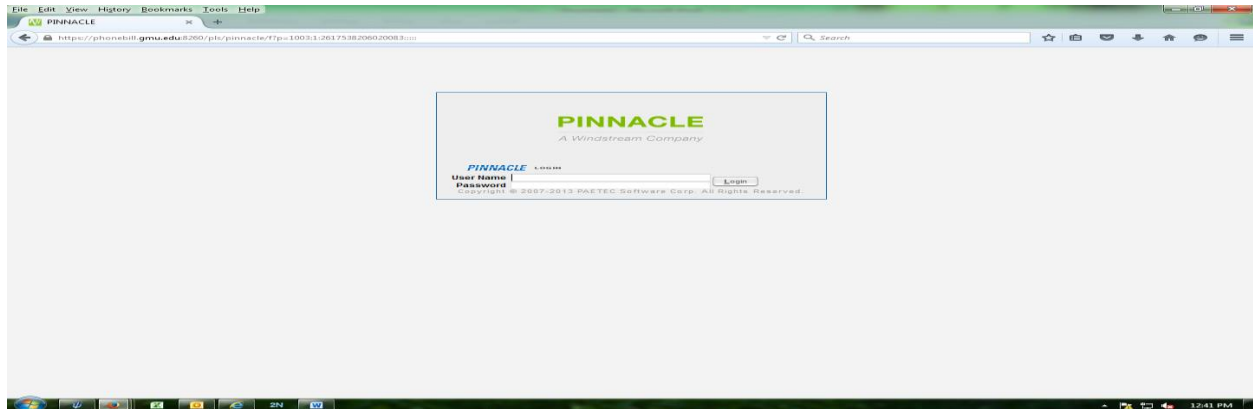 File Edit View History Bookmarks Tools Help
PINNACLE
https://phonebill.gmu.edu:8260/pls/pinnacle/f?p=1003:1:2617538206020083:::::
Search
PINNACLE
A Windstream Company
PINNACLE LOGIN
User Name
Login
Password
Copyright © 2007-2013 PAETEC Software Corp. All Rights Reserved.
2N
12:41 PM